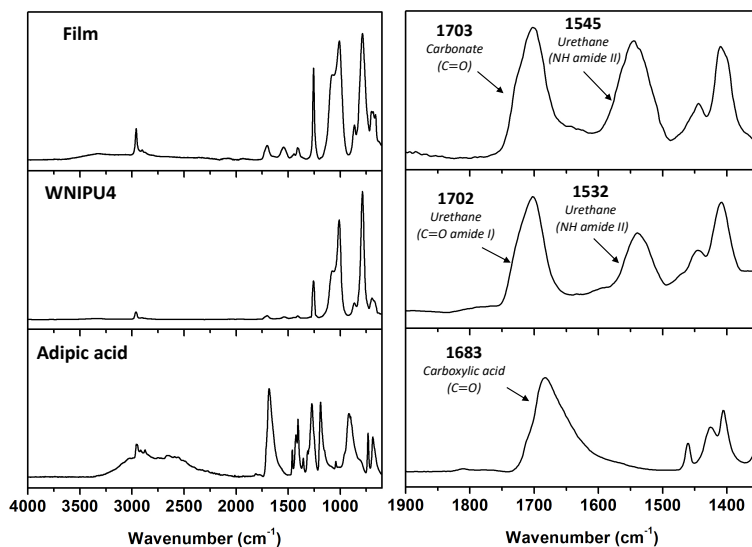 Film
WNIPU4
Adipic acid
4000 3500 3000 2500 2000 1500 1000
Wavenumber (cm-1)
1703
Carbonate
(C=O)
1545
Urethane
(NH amide II)
1702
Urethane
(C=O amide I)
1532
Urethane
(NH amide II)
1683
Carboxylic acid
(C=O)
1900 1800 1700 1600 1500 1400
Wavenumber (cm-1)